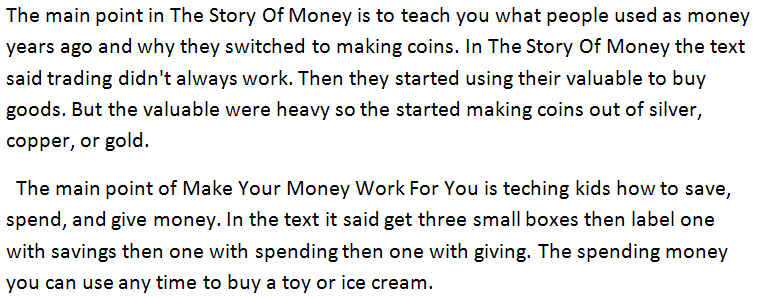 The main point in The Story Of Money is to teach you what people used as money
years ago and why they switched to making coins. In The Story Of Money the text
said trading didn't always work. Then they started using their valuable to buy
goods. But the valuable were heavy so the started making coins out of silver,
copper, or gold.
The main point of Make Your Money Work For You is teching kids how to save,
spend, and give money. In the text it said get three small boxes then label one
with savings then one with spending then one with giving. The spending money
you can use any time to buy a toy or ice cream.